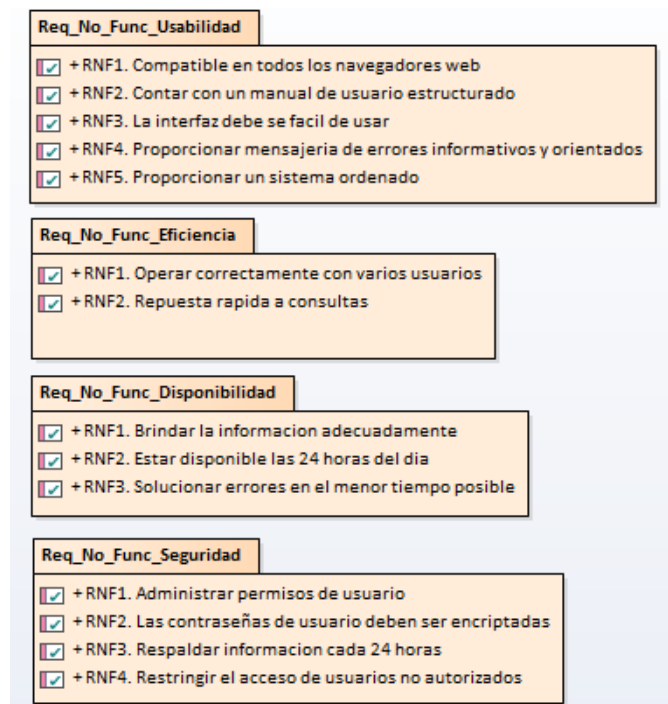 Req_No_Func_Usabilidad
+RNF1. Compatible en todos los navegadores web
+RNF2. Contar con un manual de usuario estructurado
+RNF3. La interfaz debe se facil de usar
+RNF4. Proporcionar mensajeria de errores informativos y orientados
+RNF5. Proporcionar un sistema ordenado
Req_No_Func_Eficiencia
+RNF1. Operar correctamente con varios usuarios
+RNF2. Repuesta rapida a consultas
Req_No_Func_Disponibilidad
+RNF1. Brindar la informacion adecuadamente
+RNF2. Estar disponible las 24 horas del dia
+RNF3. Solucionar errores en el menor tiempo posible
Req_No_Func_Seguridad
+RNF1. Administrar permisos de usuario
+RNF2. Las contraseñas de usuario deben ser encriptadas
+RNF3. Respaldar informacion cada 24 horas
+RNF4. Restringir el acceso de usuarios no autorizados